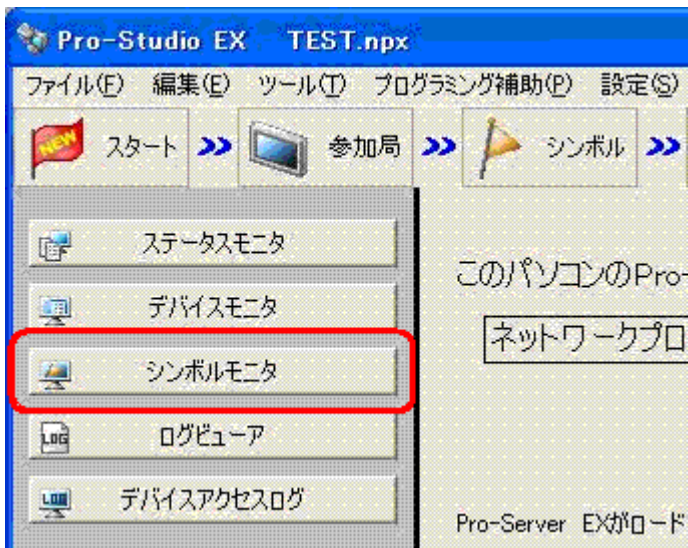 Pro-Studio EX TEST.npx
ファイル(F) 編集(E) ツール(T) プログラミング補助(P) 設定(S)
NEW スタート 参加局 シンボル
ステータスモニタ
デバイスモニタ
シンボルモニタ
LOG ログビューア
LOG デバイスアクセスログ
このパソコンのPro-
ネットワークプロ
Pro-Server EXがロード